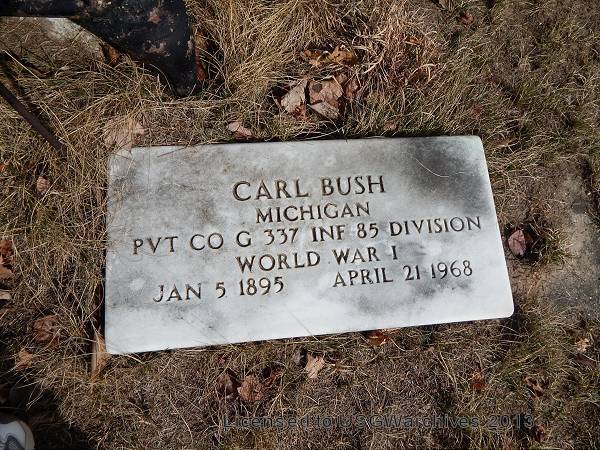 CARL BUSH
MICHIGAN
PVT CO G 337 INF 85 DIVISION
WORLD WAR I
JAN 5 1895 APRIL 21 1968
Licensed to USGWarchives 2013